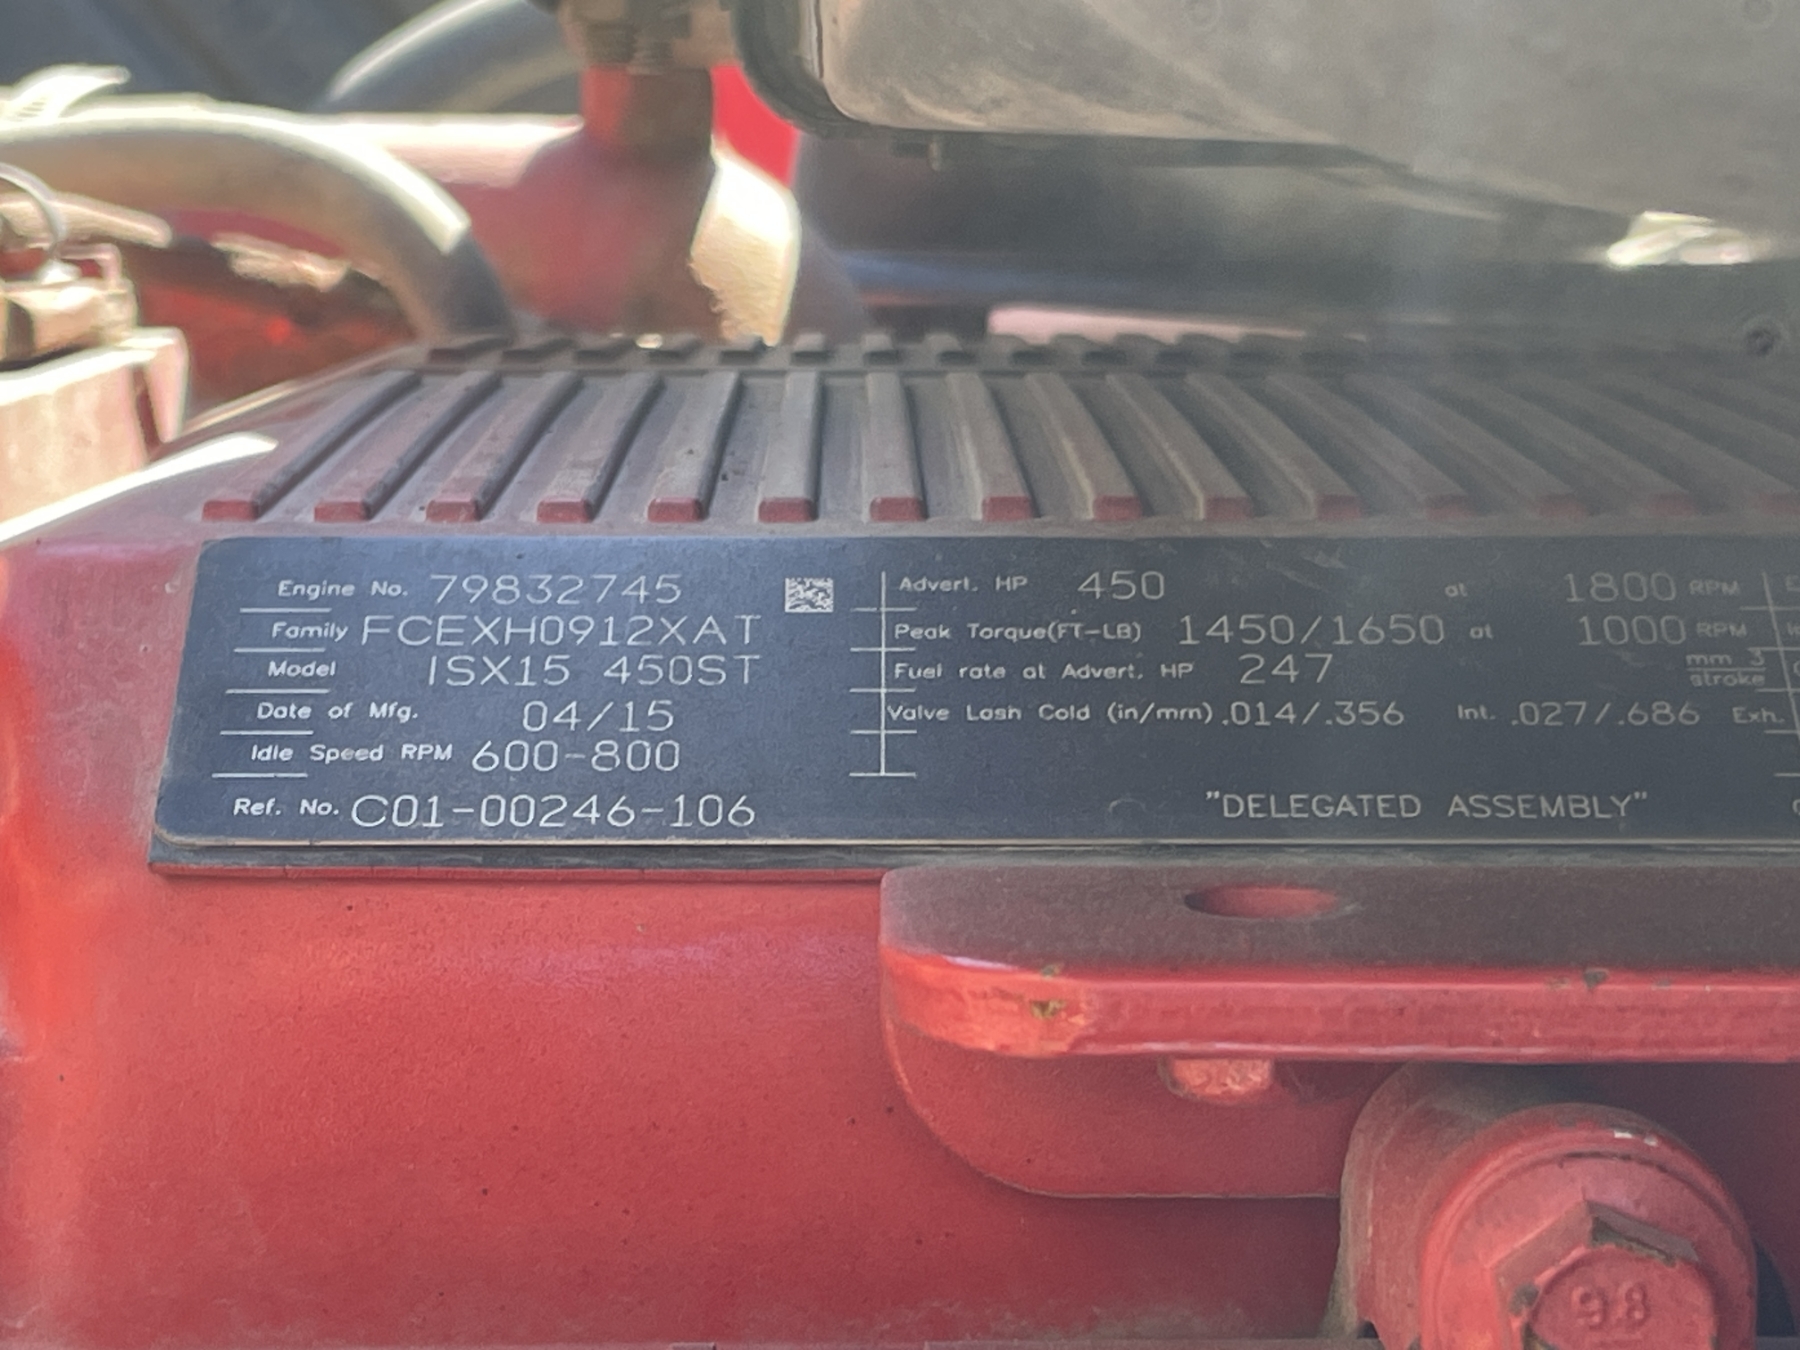 Engine No. 79832745
Family FCEXH0912XAT
Model ISX15 450ST
Date of Mfg. 04/15
Idle Speed RPM 600-800
Ref. No. C01-00246-106
Advert. HP 450 at 1800 RPM
Peak Torque(FT-LB) 1450/1650 at 1000 RPM
Fuel rate at Advert. HP 247 mm 3
stroke
Valve Lash Cold (in/mm) .014/.356 Int. .027/.686 Exh.
"DELEGATED ASSEMBLY"
9.8